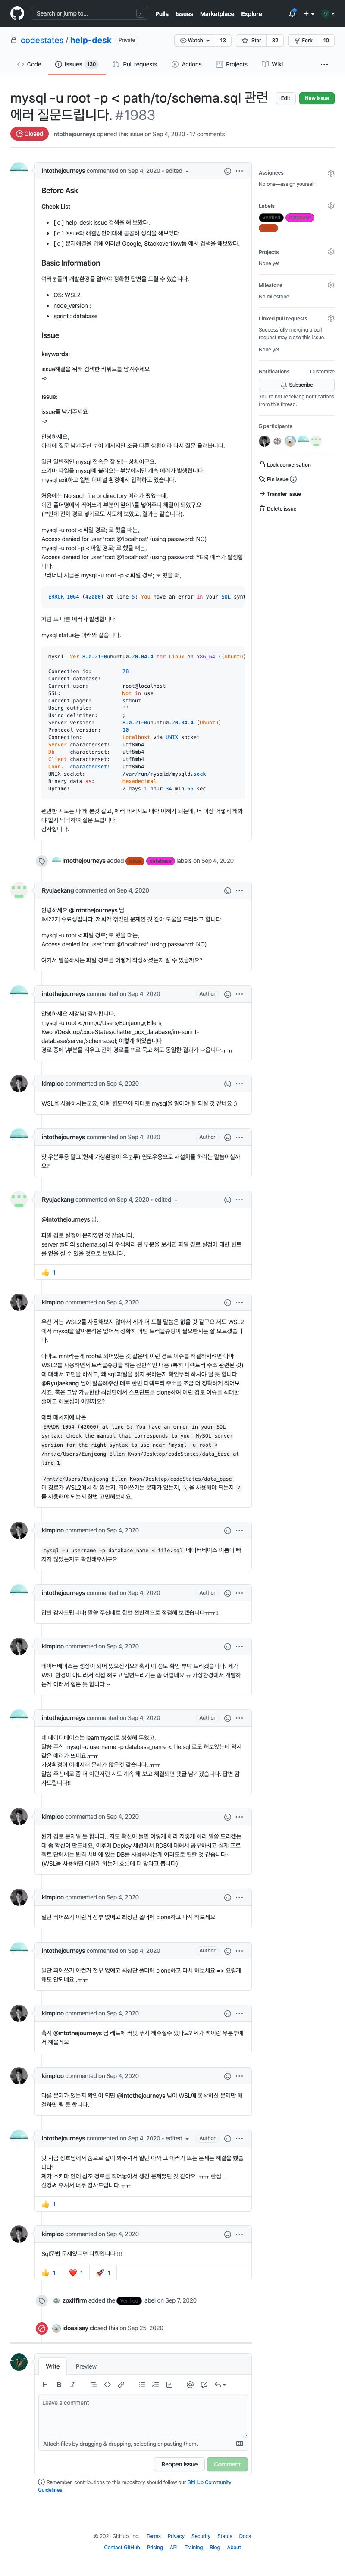 Search or jump to...
/
Pulls Issues Marketplace Explore
codestates / help-desk Private
Watch 13 Star 32 Fork 10
Code Issues 130 Pull requests Actions Projects Wiki
mysql -u root -p < path/to/schema.sql 관련
에러 질문드립니다. #1983
Edit New issue
Closed intothejourneys opened this issue on Sep 4, 2020 · 17 comments
intothejourneys commented on Sep 4, 2020 • edited
Before Ask
Check List
[ o ] help-desk issue 검색을 해 보았다.
[ o ] issue와 해결방안에대해 곰곰히 생각을 해보았다.
[ o ] 문제해결을 위해 여러번 Google, Stackoverflow등 에서 검색을 해보았다.
Basic Information
여러분들의 개발환경을 알아야 정확한 답변을 드릴 수 있습니다.
OS: WSL2
node_version :
sprint : database
Issue
keywords:
issue해결을 위해 검색한 키워드를 남겨주세요
->
Issue:
issue를 남겨주세요
->
안녕하세요,
아래에 질문 남겨주신 분이 계시지만 조금 다른 상황이라 다시 질문 올려봅니다.
일단 일반적인 mysql 접속은 잘 되는 상황이구요.
스키마 파일을 mysql에 불러오는 부분에서만 계속 에러가 발생합니다.
mysql exit하고 일반 터미널 환경에서 입력하고 있습니다.
처음에는 No such file or directory 에러가 떴었는데,
이건 폴더명에서 띄어쓰기 부분의 앞에 \를 넣어주니 해결이 되었구요
(""안에 전체 경로 넣기로도 시도해 보았고, 결과는 같습니다).
mysql -u root < 파일 경로; 로 했을 때는,
Access denied for user 'root'@'localhost' (using password: NO)
mysql -u root -p < 파일 경로; 로 했을 때는,
Access denied for user 'root'@'localhost' (using password: YES) 에러가 발생합
니다.
그러더니 지금은 mysql -u root -p < 파일 경로; 로 했을 때,
ERROR 1064 (42000) at line 5: You have an error in your SQL synt
처럼 또 다른 에러가 발생합니다.
mysql status는 아래와 같습니다.
mysql Ver 8.0.21-0ubuntu0.20.04.4 for Linux on x86_64 ((Ubuntu)
Connection id: 78
Current database:
Current user: root@localhost
SSL: Not in use
Current pager: stdout
Using outfile: ''
Using delimiter: ;
Server version: 8.0.21-0ubuntu0.20.04.4 (Ubuntu)
Protocol version: 10
Connection: Localhost via UNIX socket
Server characterset: utf8mb4
Db characterset: utf8mb4
Client characterset: utf8mb4
Conn. characterset: utf8mb4
UNIX socket: /var/run/mysqld/mysqld.sock
Binary data as: Hexadecimal
Uptime: 2 days 1 hour 34 min 55 sec
왠만한 시도는 다 해 본것 같고, 에러 메세지도 대략 이해가 되는데, 더 이상 어떻게 해봐
야 할지 막막하여 질문 드립니다.
감사합니다.
intothejourneys added labels on Sep 4, 2020
Ryujaekang commented on Sep 4, 2020
안녕하세요 @intothejourneys 님.
IM22기 수료생입니다. 저희가 겪었던 문제인 것 같아 도움을 드리려고 합니다.
mysql -u root < 파일 경로; 로 했을 때는,
Access denied for user 'root'@'localhost' (using password: NO)
여기서 말씀하시는 파일 경로를 어떻게 작성하셨는지 알 수 있을까요?
intothejourneys commented on Sep 4, 2020 Author
안녕하세요 재강님! 감사합니다.
mysql -u root < /mnt/c/Users/Eunjeong\ Ellen\
Kwon/Desktop/codeStates/chatter_box_database/im-sprint-
database/server/schema.sql; 이렇게 하였습니다.
경로 중에 \부분을 지우고 전체 경로를 ""로 묶고 해도 동일한 결과가 나옵니다.ㅠㅠ
kimploo commented on Sep 4, 2020
WSL을 사용하시는군요, 아예 윈도우에 제대로 mysql을 깔아야 잘 되실 것 같네요 ;)
intothejourneys commented on Sep 4, 2020 Author
앗 우분투용 말고(현재 가상환경이 우분투) 윈도우용으로 재설치를 하라는 말씀이실까
요?
Ryujaekang commented on Sep 4, 2020 • edited
@intothejourneys 님.
파일 경로 설정이 문제였던 것 같습니다.
server 폴더의 schema.sql 의 주석처리 된 부분을 보시면 파일 경로 설정에 대한 힌트
를 얻을 실 수 있을 것으로 보입니다.
👍 1
kimploo commented on Sep 4, 2020
우선 저는 WSL2를 사용해보지 않아서 제가 더 드릴 말씀은 없을 것 같구요 저도 WSL2
에서 mysql을 깔아본적은 없어서 정확히 어떤 트러블슈팅이 필요한지는 잘 모르겠습니
다.
아마도 mnt라는게 root로 되어있는 것 같은데 이런 경로 이슈를 해결하시려면 아마
WSL2를 사용하면서 트러블슈팅을 하는 전반적인 내용 (특히 디렉토리 주소 관련된 것)
에 대해서 고민을 하시고, 왜 sql 파일을 읽지 못하는지 확인부터 하셔야 될 듯 합니다.
@Ryujaekang 님이 말씀해주신 대로 한번 디렉토리 주소를 조금 더 정확하게 적어보
시죠. 혹은 그냥 가능한한 최상단에서 스프린트를 clone하여 이런 경로 이슈를 최대한
줄이고 해보심이 어떨까요?
에러 메세지에 나온
ERROR 1064 (42000) at line 5: You have an error in your SQL
syntax; check the manual that corresponds to your MySQL server
version for the right syntax to use near 'mysql -u root <
/mnt/c/Users/Eunjeong Ellen Kwon/Desktop/codeStates/data_base at
line 1
/mnt/c/Users/Eunjeong Ellen Kwon/Desktop/codeStates/data_base
이 경로가 WSL2에서 잘 읽는지, 띄어쓰기는 문제가 없는지, \ 을 사용해야 되는지 /
를 사용해야 되는지 한번 고민해보세요.
kimploo commented on Sep 4, 2020
mysql -u username -p database_name < file.sql 데이터베이스 이름이 빠
지지 않았는지도 확인해주시구요
intothejourneys commented on Sep 4, 2020 Author
답변 감사드립니다! 말씀 주신데로 한번 전반적으로 점검해 보겠습니다ㅠㅠ!!
kimploo commented on Sep 4, 2020
데이터베이스는 생성이 되어 있으신가요? 혹시 이 점도 확인 부탁 드리겠습니다. 제가
WSL 환경이 아니라서 직접 해보고 답변드리기는 좀 어렵네요 ㅠ 가상환경에서 개발하
는게 이래서 힘든 듯 합니다 ~
intothejourneys commented on Sep 4, 2020 Author
네 데이터베이스는 learnmysql로 생성해 두었고,
말씀 주신 mysql -u username -p database_name < file.sql 로도 해보았는데 역시
같은 에러가 뜨네요.ㅠㅠ
가상환경이 이래저래 문제가 많은것 같습니다..ㅠㅠ
말씀 주신데로 좀 더 이런저런 시도 계속 해 보고 해결되면 댓글 남기겠습니다. 답변 감
사드립니다!!
kimploo commented on Sep 4, 2020
뭔가 경로 문제일 듯 합니다.. 저도 확신이 들면 이렇게 해라 저렇게 해라 말씀 드리겠는
데 좀 확신이 안드네요; 이후에 Deploy 세션에서 RDS에 대해서 공부하시고 실제 프로
젝트 단에서는 원격 서버에 있는 DB를 사용하시는게 여러모로 편할 것 같습니다~
(WSL을 사용하면 이렇게 하는게 흐름에 더 맞다고 봅니다)
kimploo commented on Sep 4, 2020
일단 띄어쓰기 이런거 전부 없애고 최상단 폴더에 clone하고 다시 해보세요
intothejourneys commented on Sep 4, 2020 Author
일단 띄어쓰기 이런거 전부 없애고 최상단 폴더에 clone하고 다시 해보세요 => 요렇게
해도 안되네요..ㅠㅠ
kimploo commented on Sep 4, 2020
혹시 @intothejourneys 님 레포에 커밋 푸시 해주실수 있나요? 제가 맥이랑 우분투에
서 해볼게요
kimploo commented on Sep 4, 2020
다른 문제가 있는지 확인이 되면 @intothejourneys 님이 WSL에 봉착하신 문제만 해
결하면 될 듯 합니다.
intothejourneys commented on Sep 4, 2020 • edited Author
앗 지금 상호님께서 줌으로 같이 봐주셔서 일단 아까 그 에러가 뜨는 문제는 해결을 했습
니다!
제가 스키마 안에 참조 경로를 적어놓아서 생긴 문제였던 것 같아요..ㅠㅠ 한심....
신경써 주셔서 너무 감사드립니다.ㅠㅠ
👍 1
kimploo commented on Sep 4, 2020
Sql문법 문제였다면 다행입니다 !!!
👍 1 ❤️ 1 🚀 1
zpxlffjrm added the Verified label on Sep 7, 2020
idoasisay closed this on Sep 25, 2020
Write Preview
Leave a comment
Attach files by dragging & dropping, selecting or pasting them.
Reopen issue Comment
Remember, contributions to this repository should follow our GitHub Community
Guidelines.
Assignees
No one—assign yourself
Labels
Verified
Projects
None yet
Milestone
No milestone
Linked pull requests
Successfully merging a pull
request may close this issue.
None yet
Notifications Customize
Subscribe
You're not receiving notifications
from this thread.
5 participants
Lock conversation
Pin issue
Transfer issue
Delete issue
© 2021 GitHub, Inc. Terms Privacy Security Status Docs
Contact GitHub Pricing API Training Blog About